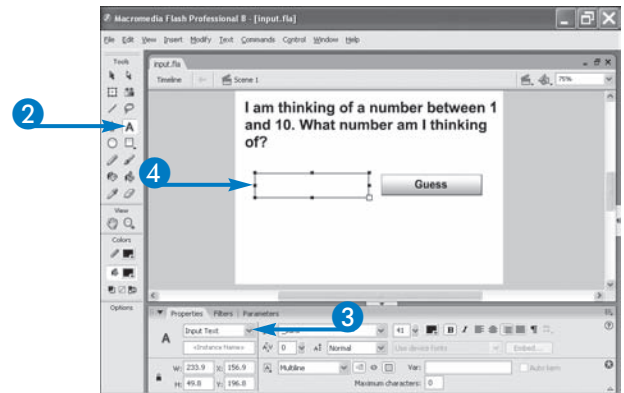 Macromedia Flash Professional 8 - [input.fla]
File Edit View Insert Modify Text Commands Control Window Help
Tools
input.fla
Timeline
Scene 1
75%
I am thinking of a number between 1
and 10. What number am I thinking
of?
2
A
4
Guess
View
Colors
Options
Properties Filters Parameters
3
A
Input Text
41
B I
<Instance Name>
0
Normal
Use device fonts
Embed...
W: 233.9 X: 156.9
Multiline
Var:
Auto kern
H: 49.8 Y: 196.8
Maximum characters: 0